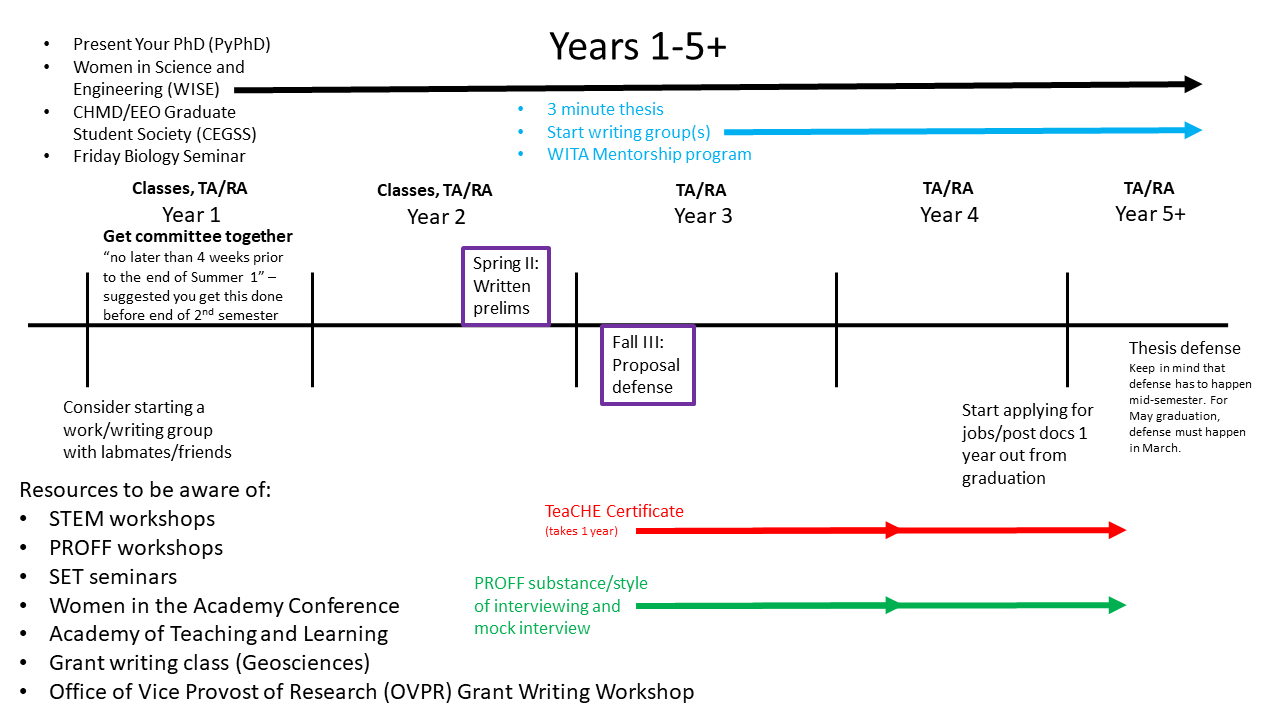 Years 1-5+
• Present Your PhD (PyPhD)
• Women in Science and
Engineering (WISE)
• CHMD/EEO Graduate
Student Society (CEGSS)
• Friday Biology Seminar
• 3 minute thesis
• Start writing group(s)
• WITA Mentorship program
Classes, TA/RA
Year 1
Get committee together
“no later than 4 weeks prior
to the end of Summer 1” –
suggested you get this done
before end of 2nd semester
Classes, TA/RA
Year 2
TA/RA
Year 3
TA/RA
Year 4
TA/RA
Year 5+
Spring II:
Written
prelims
Fall III:
Proposal
defense
Thesis defense
Keep in mind that
defense has to happen
mid-semester. For
May graduation,
defense must happen
in March.
Consider starting a
work/writing group
with labmates/friends
Start applying for
jobs/post docs 1
year out from
graduation
Resources to be aware of:
• STEM workshops
• PROFF workshops
• SET seminars
• Women in the Academy Conference
• Academy of Teaching and Learning
• Grant writing class (Geosciences)
• Office of Vice Provost of Research (OVPR) Grant Writing Workshop
TeaCHE Certificate
(takes 1 year)
PROFF substance/style
of interviewing and
mock interview